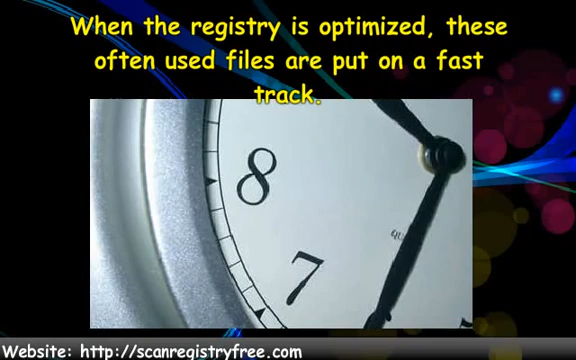 When the registry is optimized, these
often used files are put on a fast
track.
8
7
Website: http://scanregistryfree.com